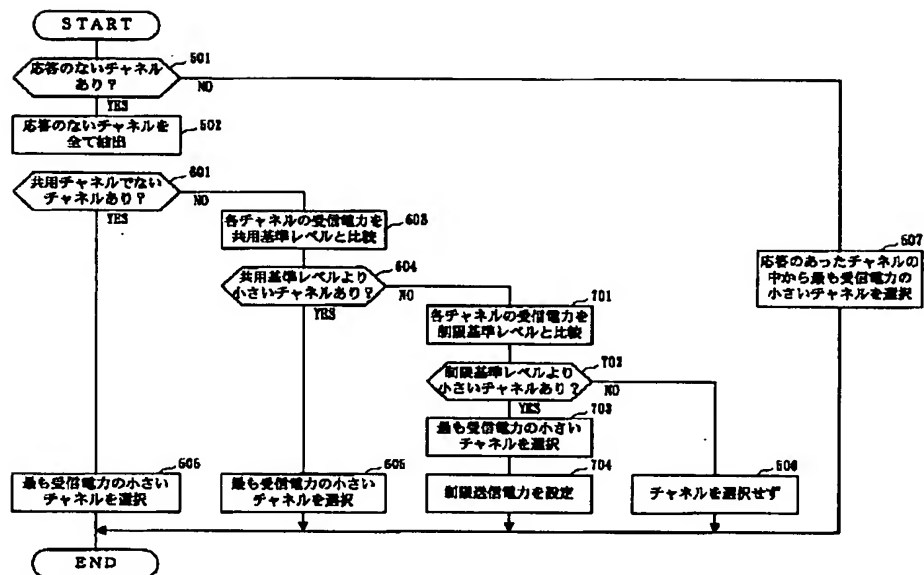 START
応答のないチャネル
あり?
501
NO
YES
応答のないチャネルを
全て抽出
502
共用チャネルでない
チャネルあり?
601
NO
YES
各チャネルの受信電力を
共用基準レベルと比較
603
共用基準レベルより
小さいチャネルあり?
604
NO
YES
各チャネルの受信電力を
制限基準レベルと比較
701
制限基準レベルより
小さいチャネルあり?
702
NO
YES
最も受信電力の小さい
チャネルを選択
703
制限送信電力を設定
704
応答のあったチャネルの
中から最も受信電力の
小さいチャネルを選択
507
最も受信電力の小さい
チャネルを選択
最も受信電力の小さい
チャネルを選択
チャネルを選択せず
END